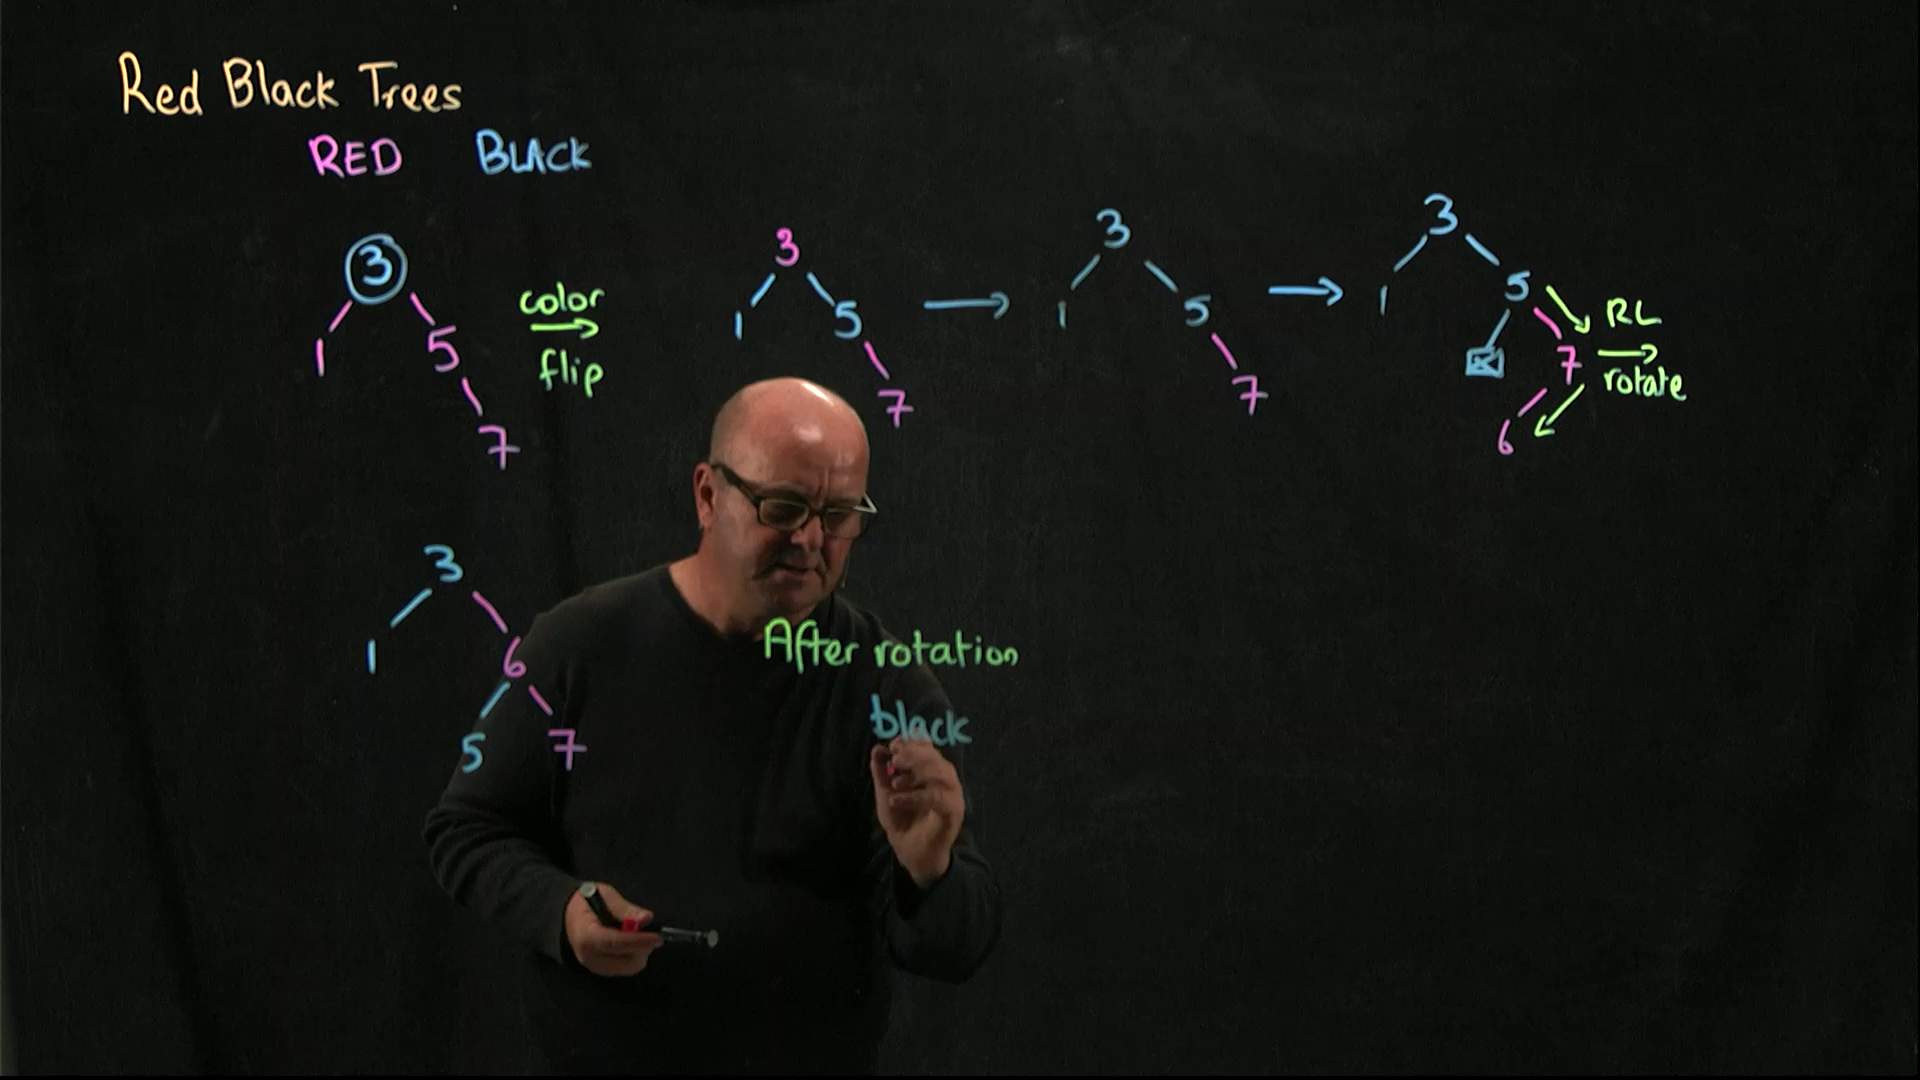 Red Black Trees
RED BLACK
3
1 5
7
color
flip
3
1 5
7
3
1 5
7
3
1 5
7
6
RL
rotate
3
1 6
5 7
After rotation
black